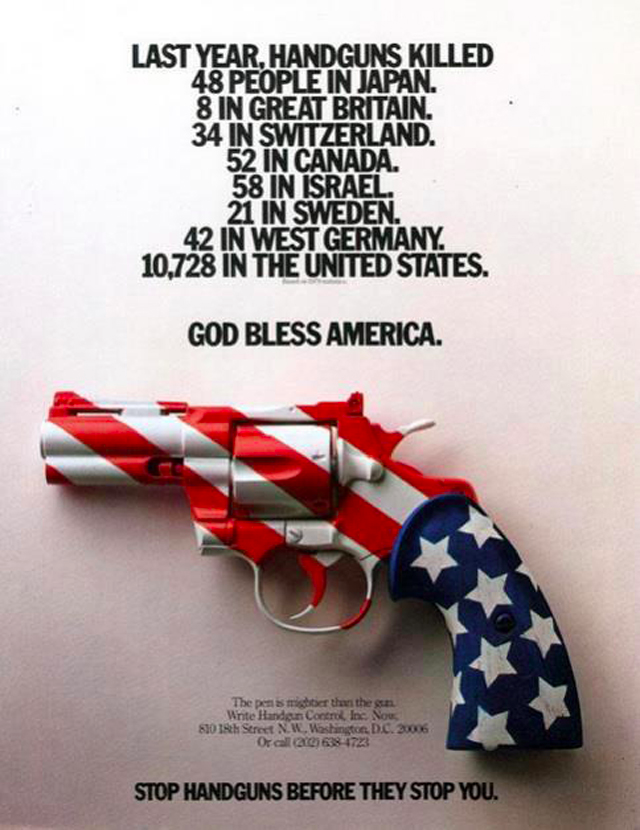 LAST YEAR, HANDGUNS KILLED
48 PEOPLE IN JAPAN.
8 IN GREAT BRITAIN.
34 IN SWITZERLAND.
52 IN CANADA.
58 IN ISRAEL.
21 IN SWEDEN.
42 IN WEST GERMANY.
10,728 IN THE UNITED STATES.
GOD BLESS AMERICA.
The pen is mightier than the gun.
Write Handgun Control, Inc. Now.
810 18th Street N.W., Washington, D.C. 20006
Or call (202) 638-4723
STOP HANDGUNS BEFORE THEY STOP YOU.